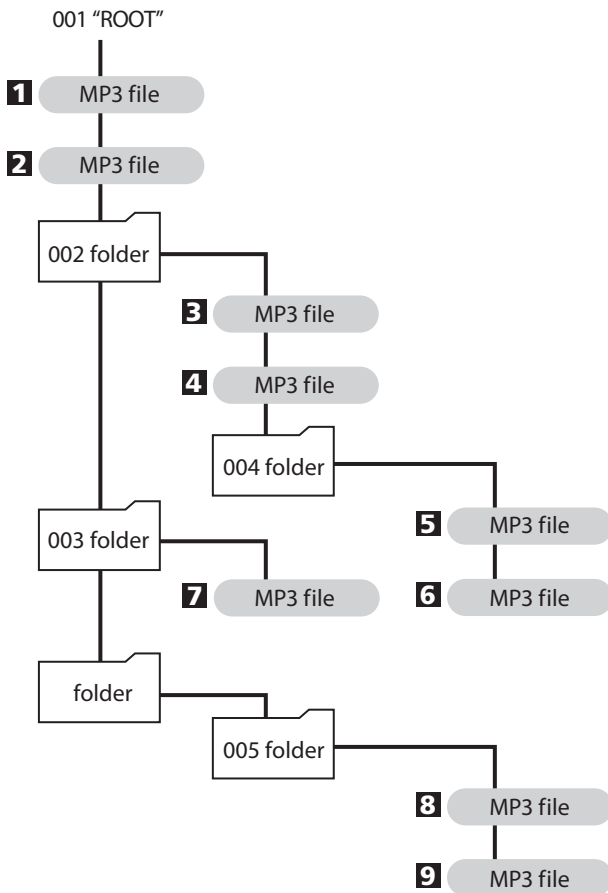 001 “ROOT”
1 MP3 file
2 MP3 file
002 folder
3 MP3 file
4 MP3 file
004 folder
5 MP3 file
6 MP3 file
003 folder
7 MP3 file
folder
005 folder
8 MP3 file
9 MP3 file